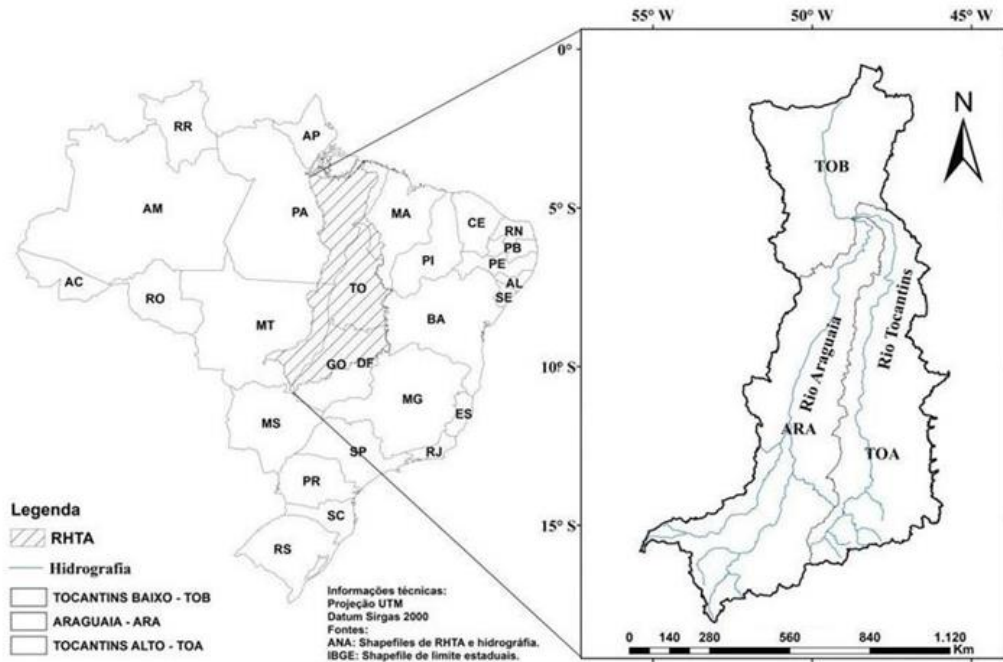 55° W 50° W 45° W
0°
5° S
10° S
15° S
N
TOB
Rio Araguaia
Rio Tocantins
ARA
TOA
0 140 280 560 840 1.120
Km
RR
AP
AM
PA
MA
CE
RN
PB
PE
PI
AL
SE
AC
RO
TO
MT
BA
GO
DF
MG
ES
MS
SP
RJ
PR
SC
RS
Legenda
RHTA
Hidrografia
TOCANTINS BAIXO - TOB
ARAGUAIA - ARA
TOCANTINS ALTO - TOA
Informações técnicas:
Projeção UTM
Datum Sirgas 2000
Fontes:
ANA: Shapefiles de RHTA e hidrográfia.
IBGE: Shapefile de limite estaduais.